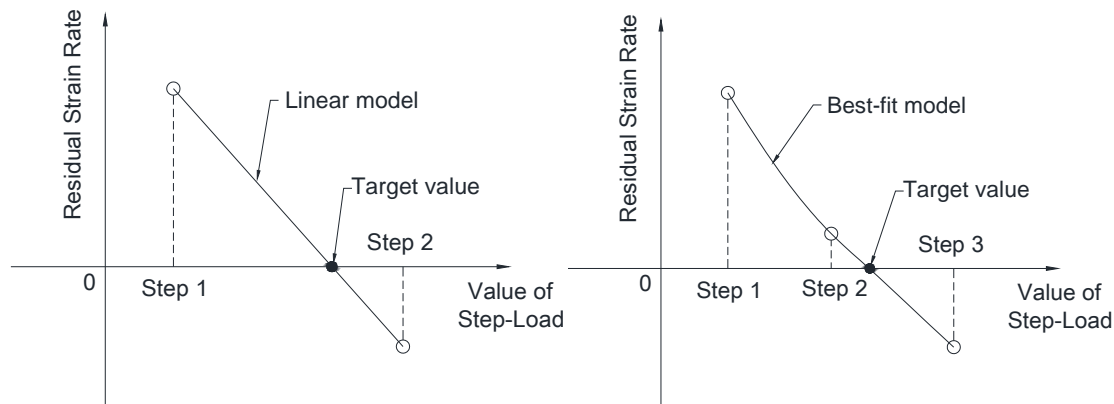 Residual Strain Rate
Linear model
Target value
Step 2
0
Step 1
Value of
Step-Load
Residual Strain Rate
Best-fit model
Target value
Step 3
0
Step 1
Step 2
Value of
Step-Load